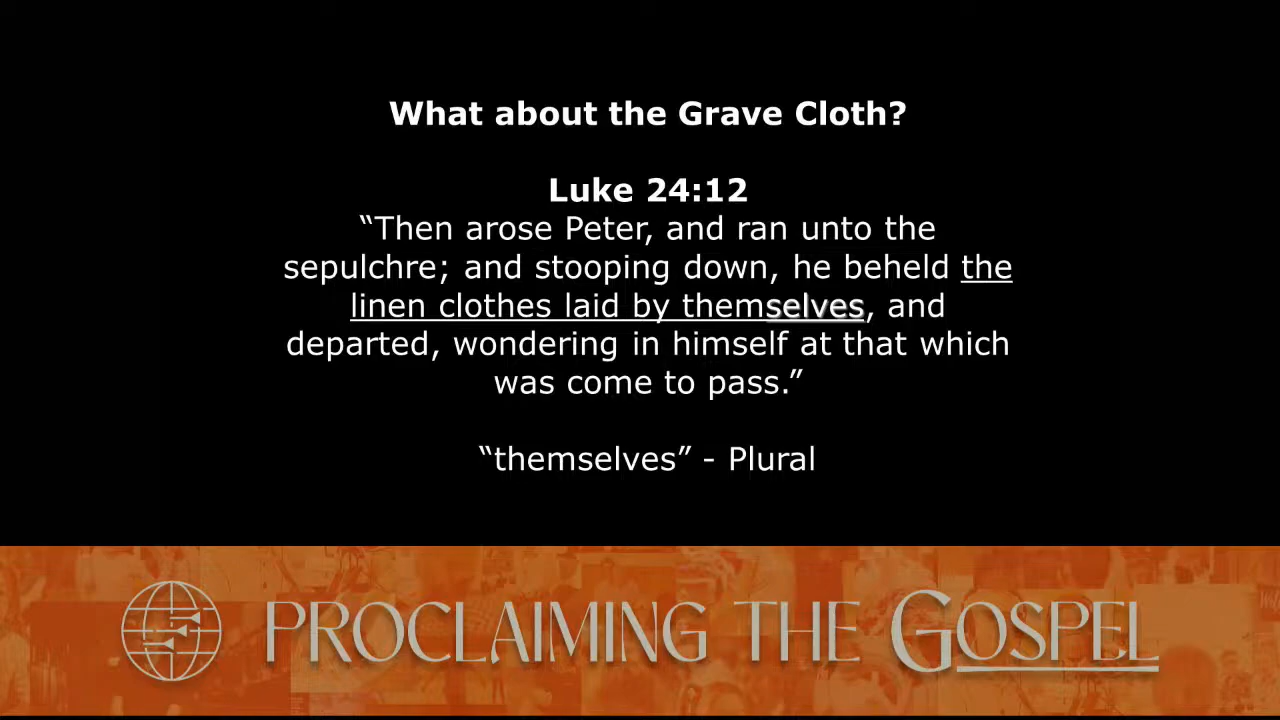 What about the Grave Cloth?
Luke 24:12
“Then arose Peter, and ran unto the
sepulchre; and stooping down, he beheld the
linen clothes laid by themselves, and
departed, wondering in himself at that which
was come to pass.”
“themselves” - Plural
PROCLAIMING THE GOSPEL